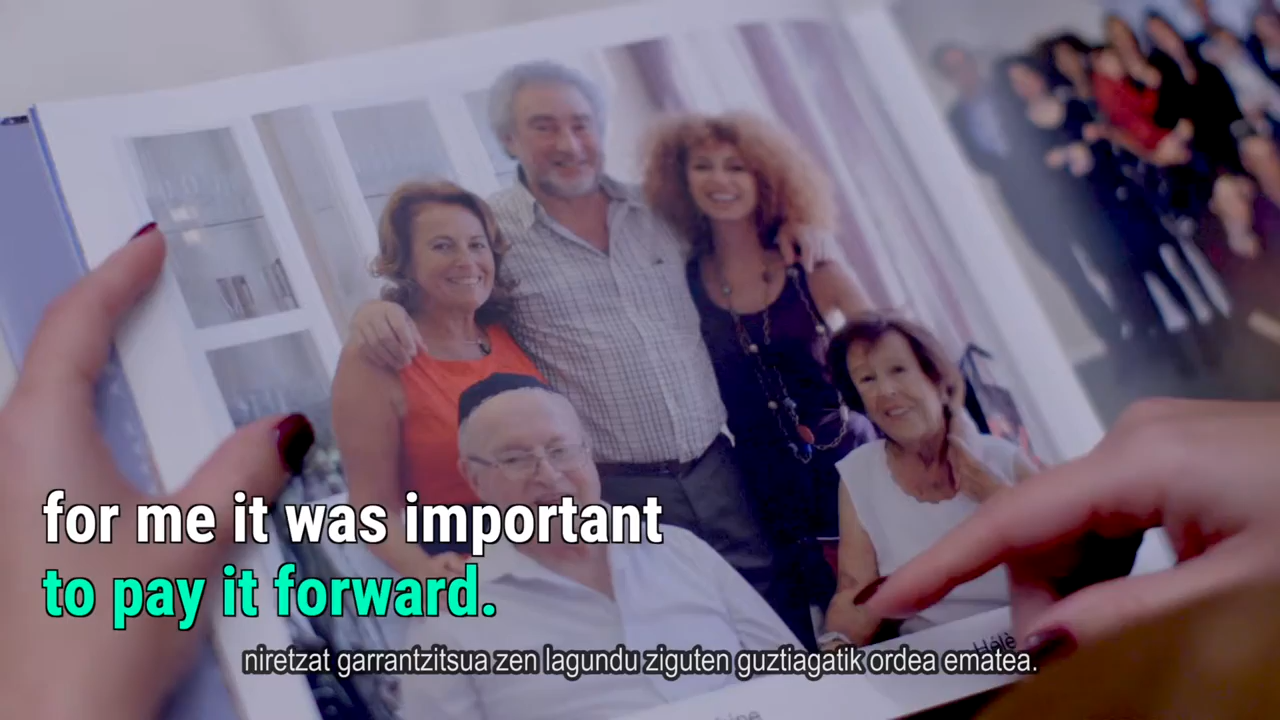 for me it was important
to pay it forward.
niretzat garrantzitsua zen lagundu ziguten guztiagatik ordea ematea.